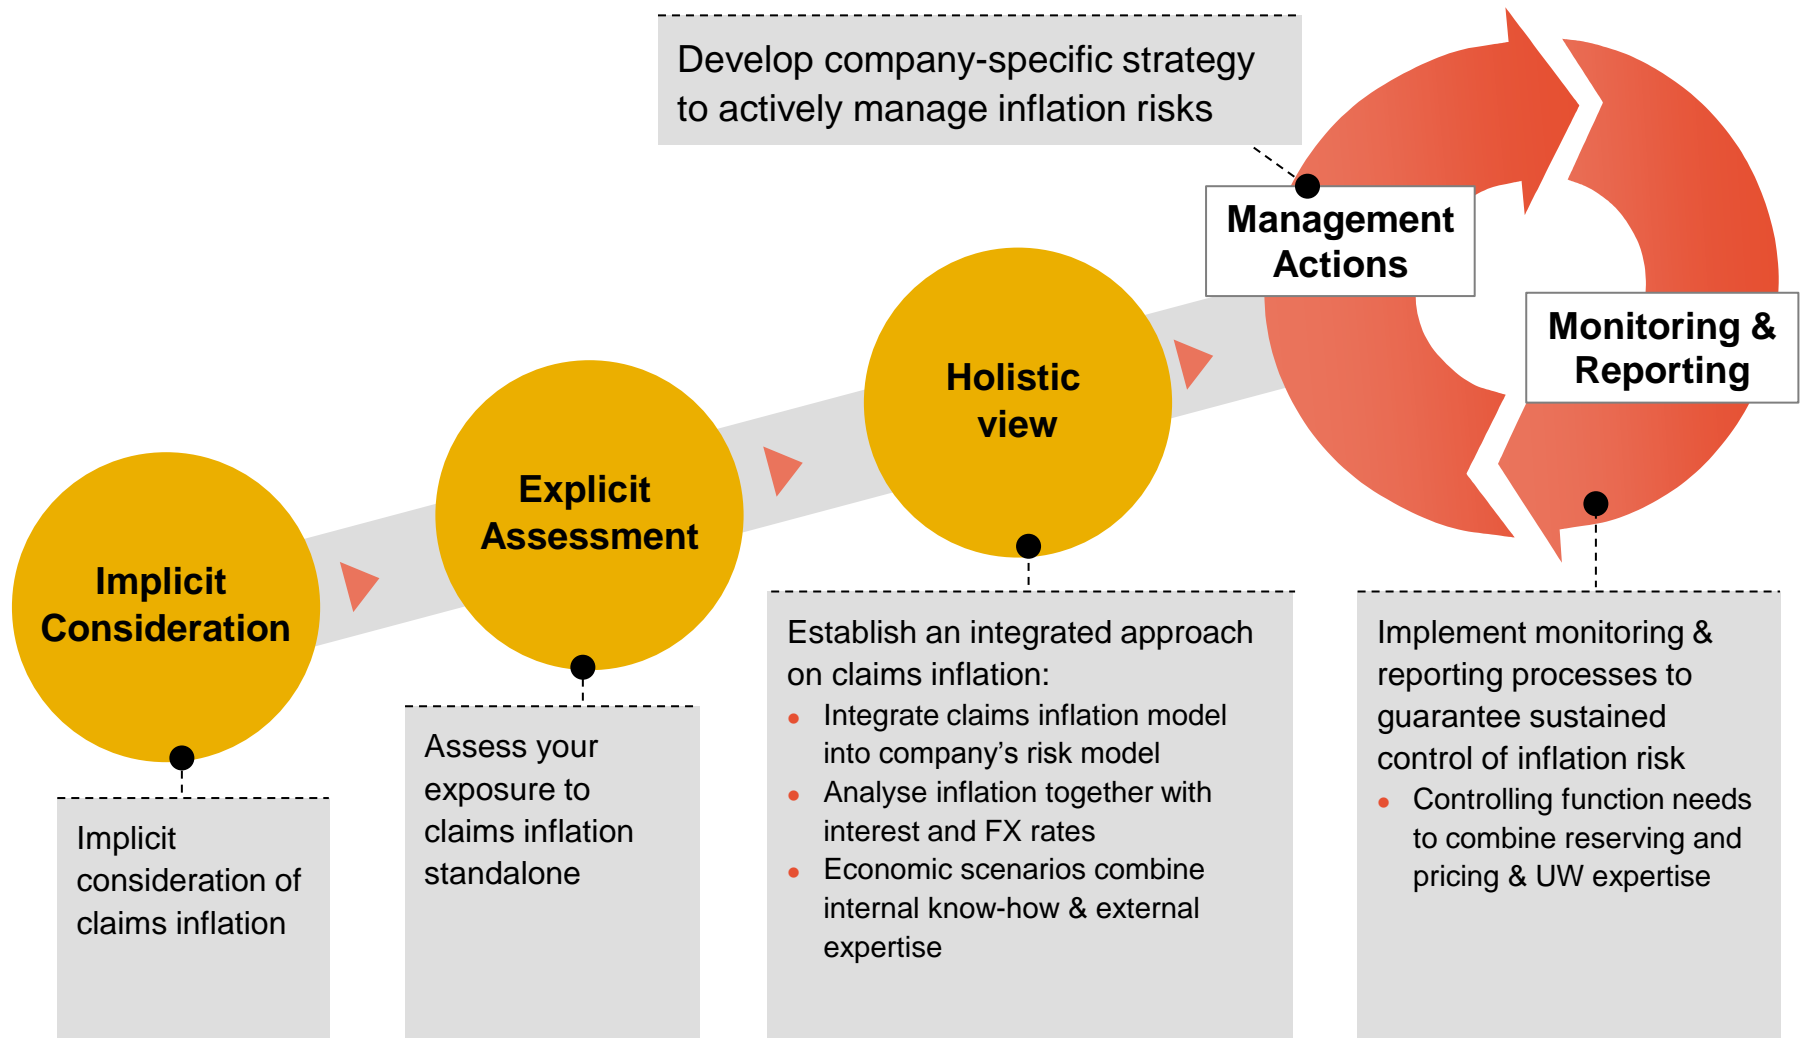 Develop company-specific strategy
to actively manage inflation risks
Management
Actions
Monitoring &
Reporting
Holistic
view
Explicit
Assessment
Implicit
Consideration
Implicit
consideration of
claims inflation
Assess your
exposure to
claims inflation
standalone
Establish an integrated approach
on claims inflation:
• Integrate claims inflation model
into company’s risk model
• Analyse inflation together with
interest and FX rates
• Economic scenarios combine
internal know-how & external
expertise
Implement monitoring &
reporting processes to
guarantee sustained
control of inflation risk
• Controlling function needs
to combine reserving and
pricing & UW expertise